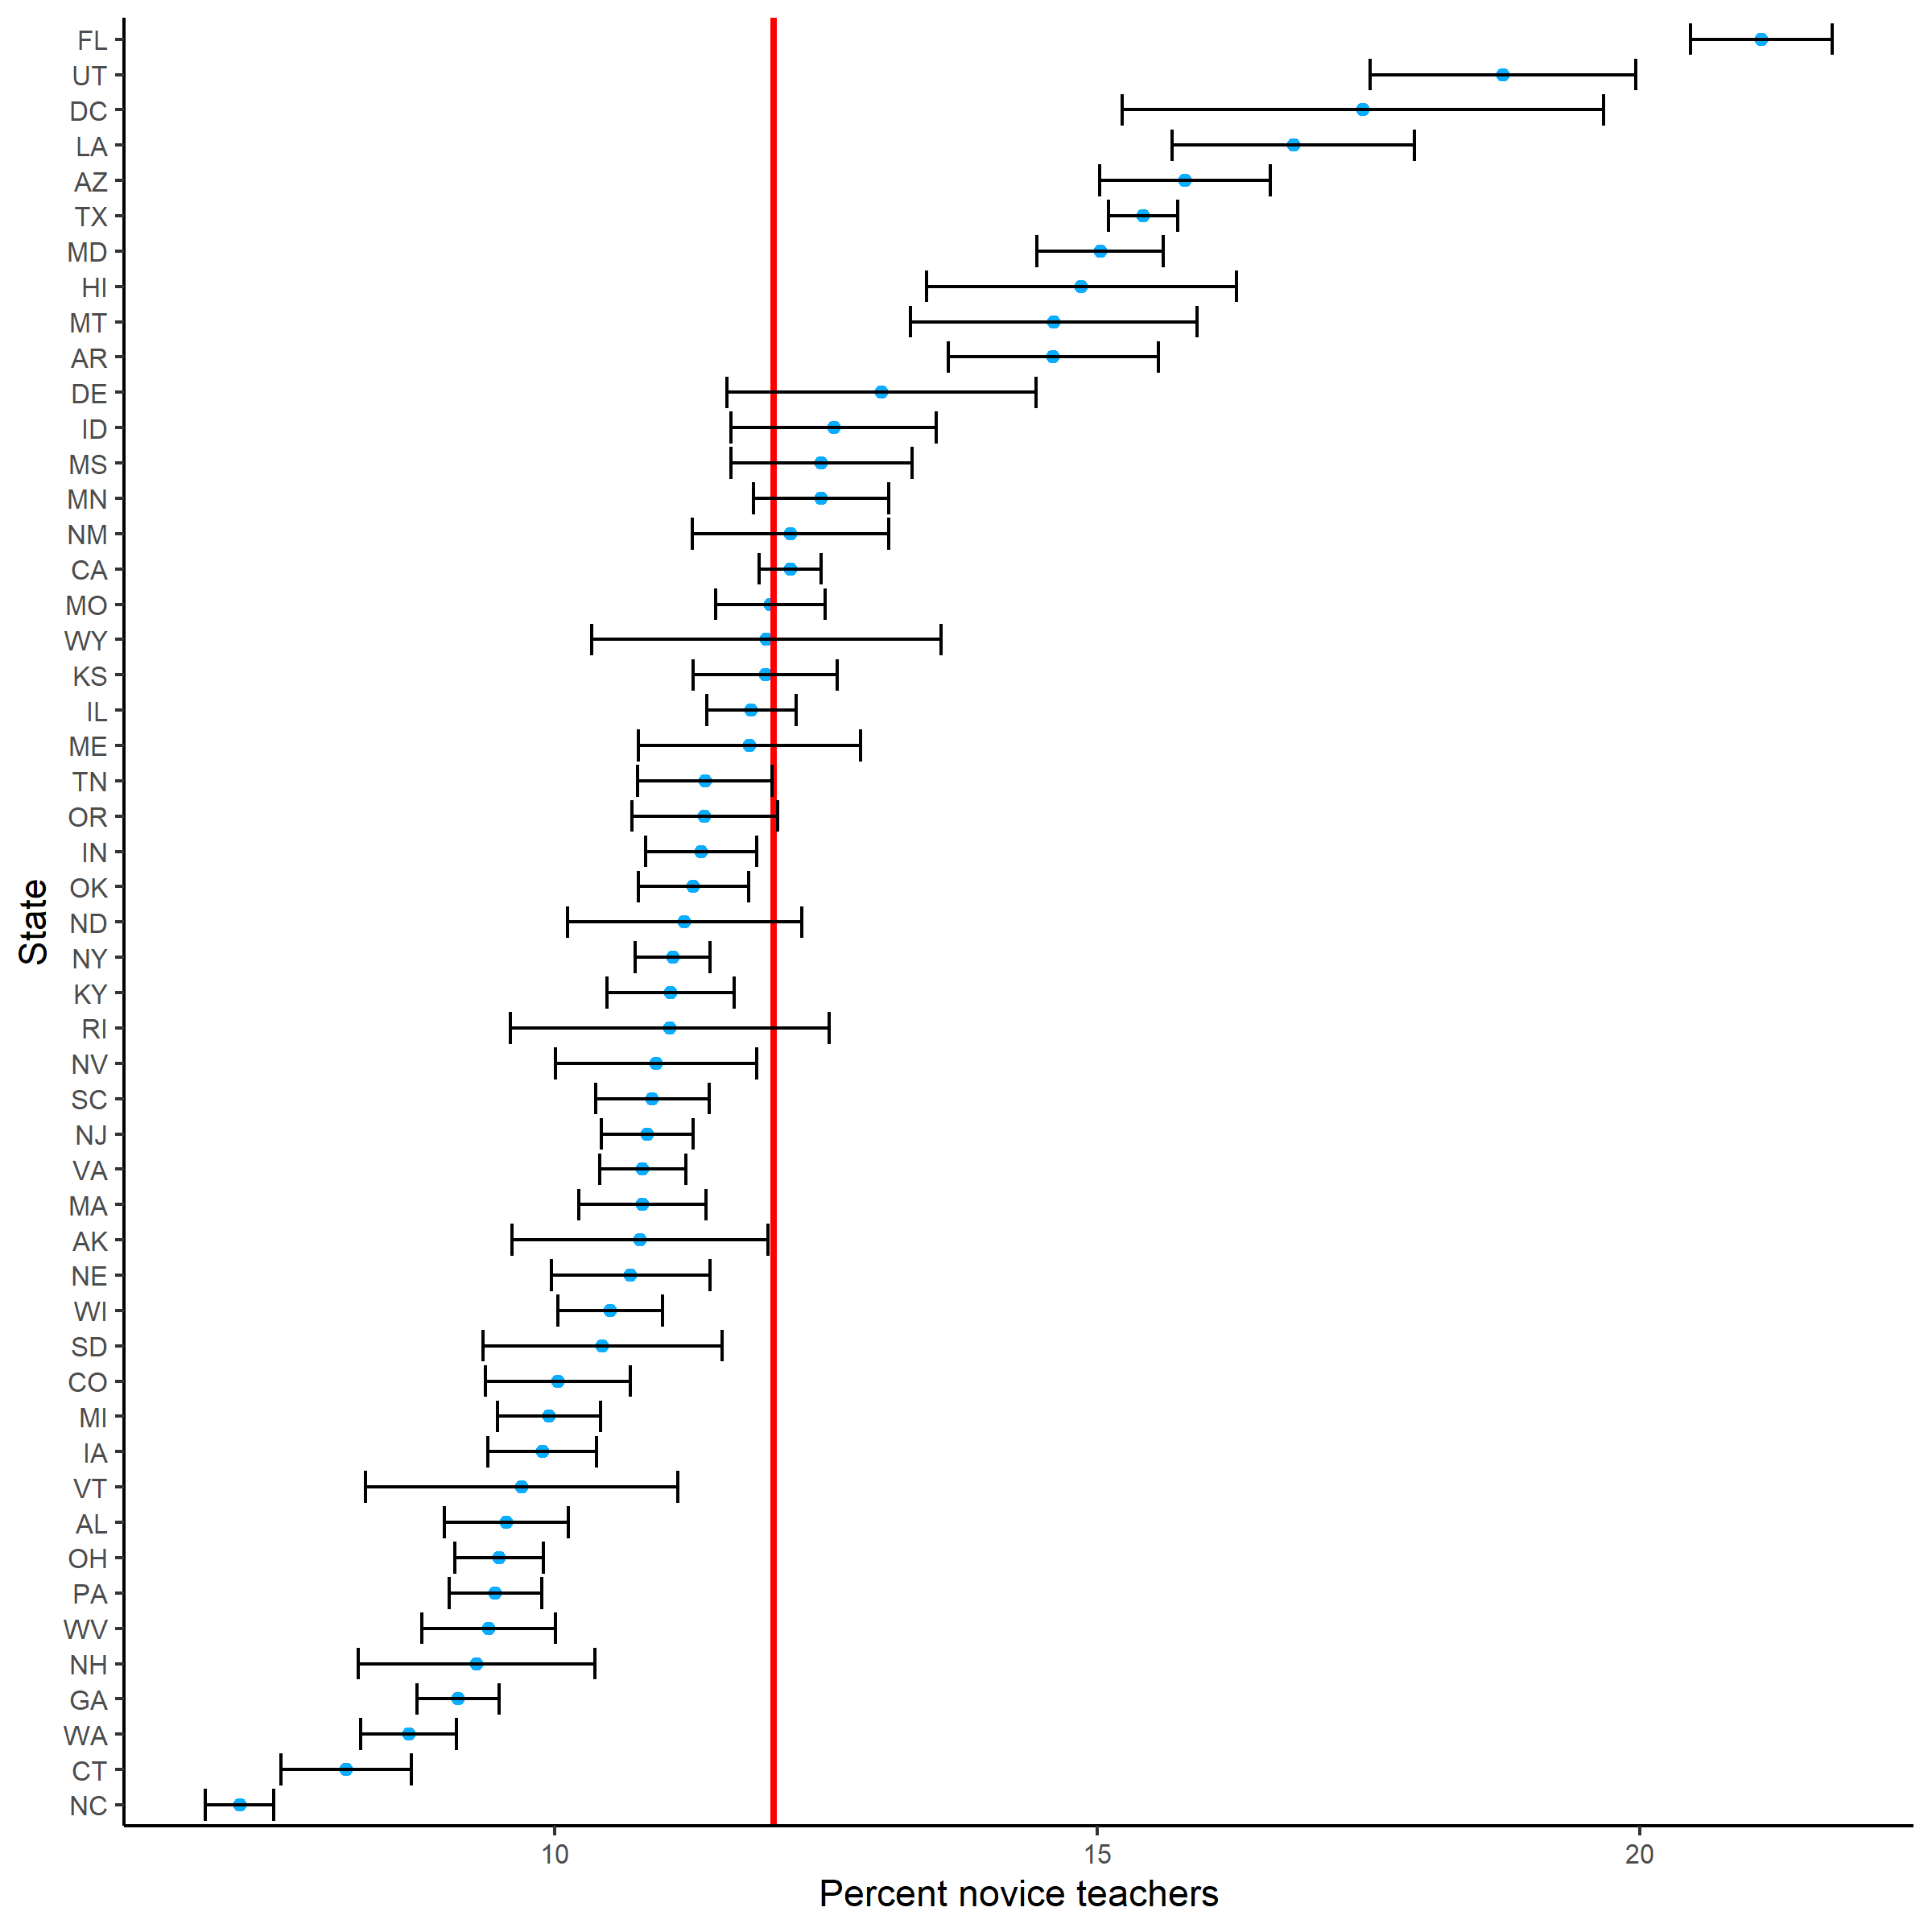 FL
UT
DC
LA
AZ
TX
MD
HI
MT
AR
DE
ID
MS
MN
NM
CA
MO
WY
KS
IL
ME
TN
OR
IN
OK
ND
NY
KY
RI
NV
SC
NJ
VA
MA
AK
NE
WI
SD
CO
MI
IA
VT
AL
OH
PA
WV
NH
GA
WA
CT
NC
State
10 15 20
Percent novice teachers